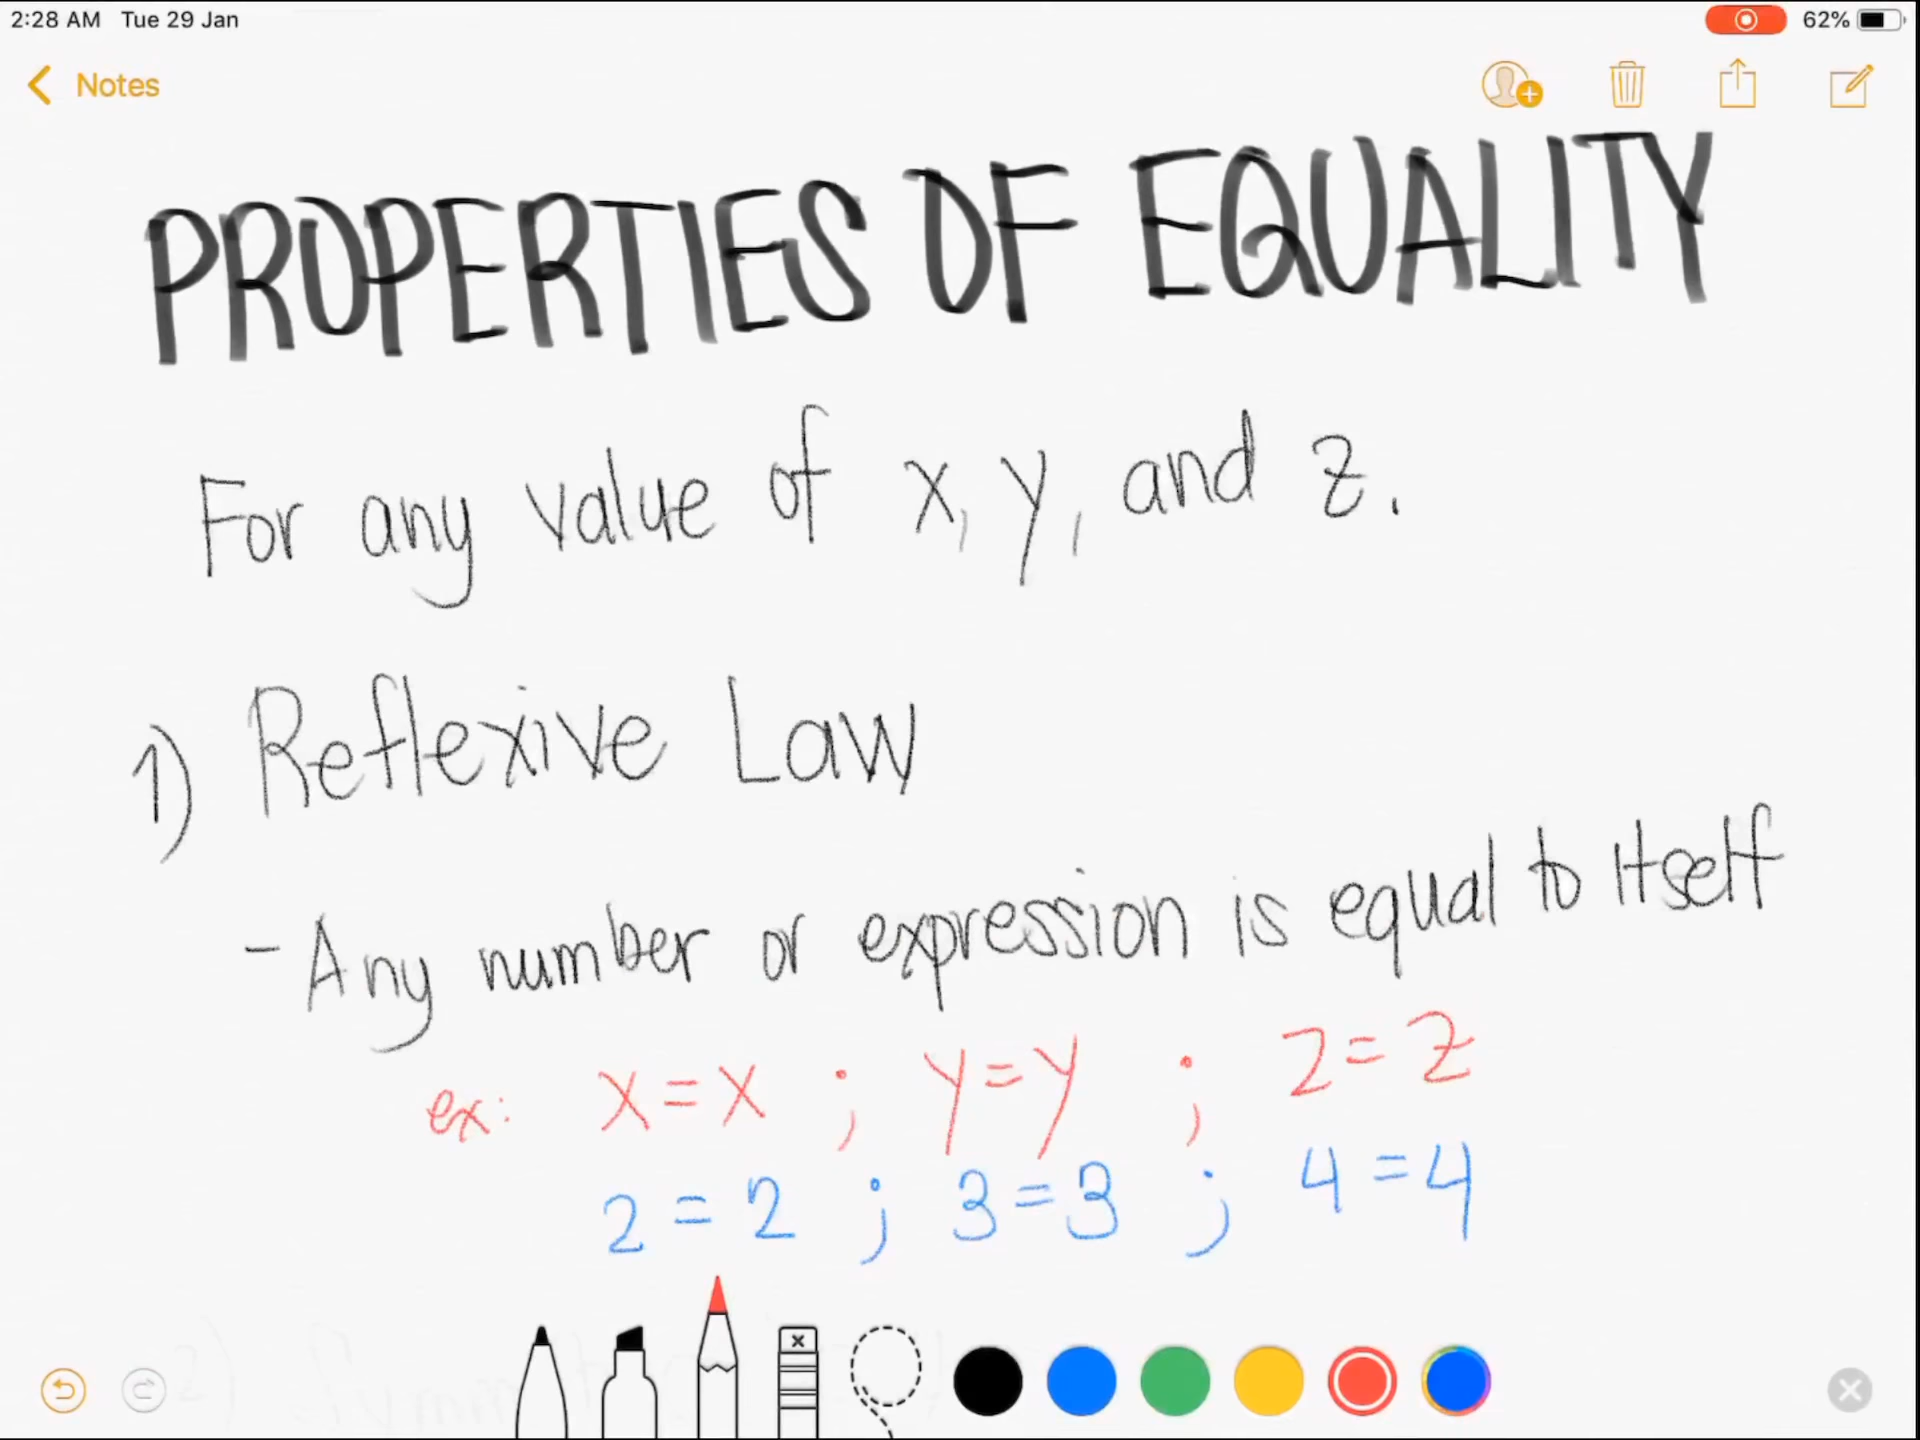 2:28 AM Tue 29 Jan 62%
Notes
PROPERTIES OF EQUALITY
For any value of x, y, and z.
1) Reflexive Law
- Any number or expression is equal to itself
ex: x = x ; y = y ; z = z
2 = 2 ; 3 = 3 ; 4 = 4
2)